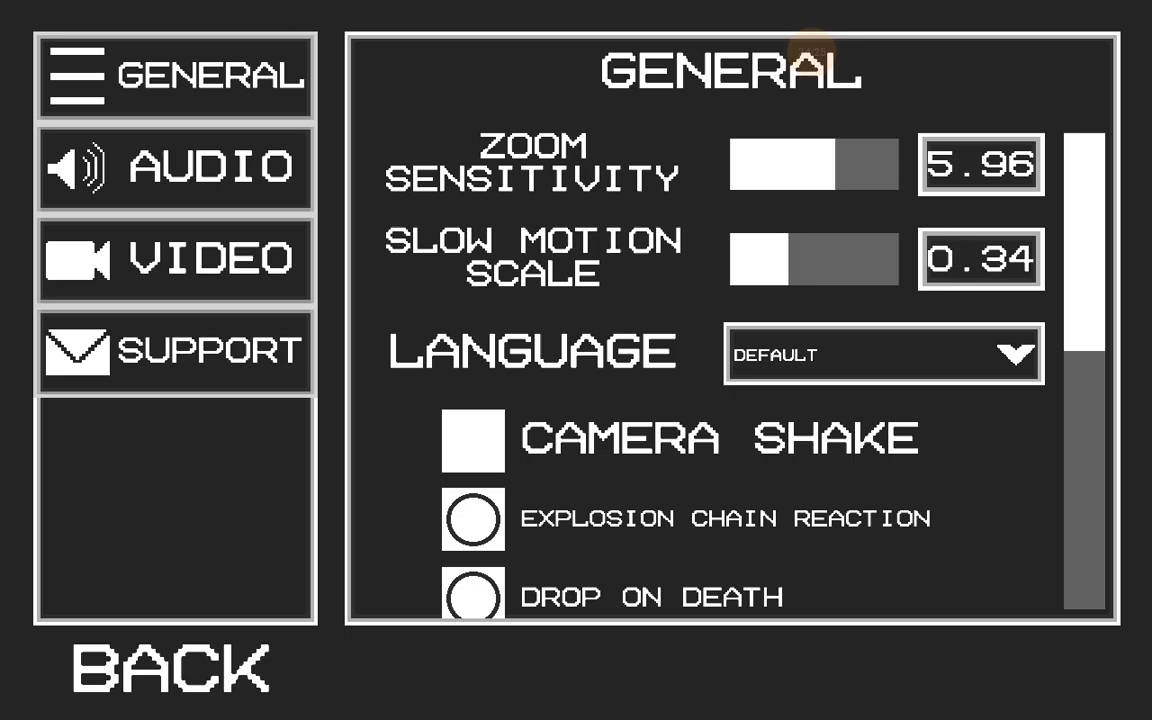 GENERAL
AUDIO
VIDEO
SUPPORT
BACK
GENERAL
ZOOM
SENSITIVITY
5.96
SLOW MOTION
SCALE
0.34
LANGUAGE
DEFAULT
CAMERA SHAKE
EXPLOSION CHAIN REACTION
DROP ON DEATH